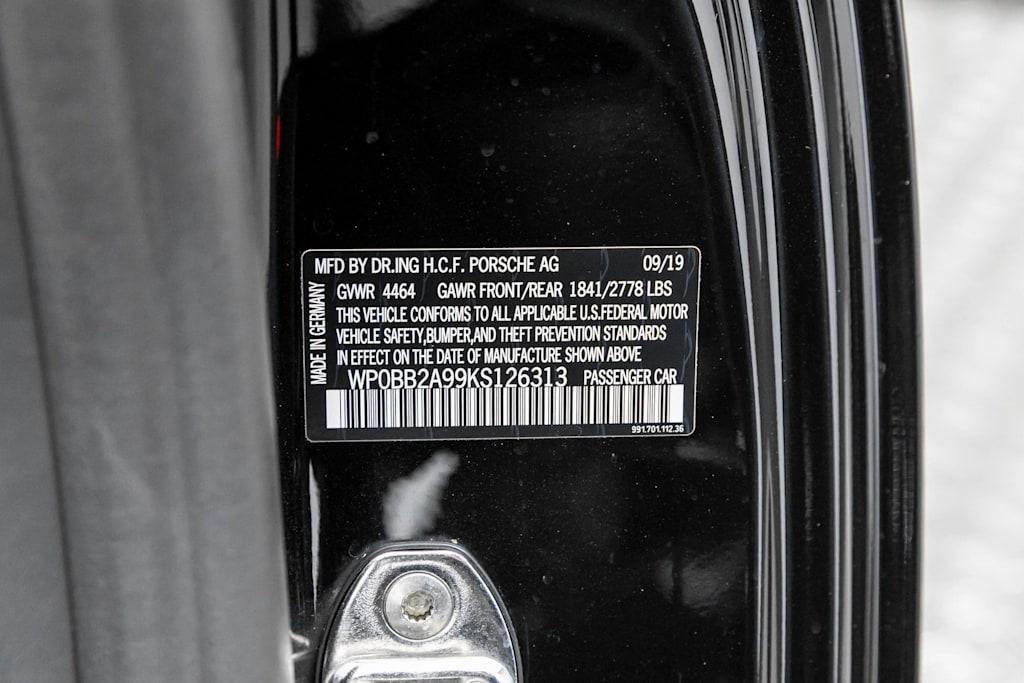 MFD BY DR.ING H.C.F. PORSCHE AG 09/19
GVWR 4464 GAWR FRONT/REAR 1841/2778 LBS
THIS VEHICLE CONFORMS TO ALL APPLICABLE U.S.FEDERAL MOTOR
VEHICLE SAFETY,BUMPER,AND THEFT PREVENTION STANDARDS
IN EFFECT ON THE DATE OF MANUFACTURE SHOWN ABOVE
WP0BB2A99KS126313 PASSENGER CAR
991.701.112.36
MADE IN GERMANY